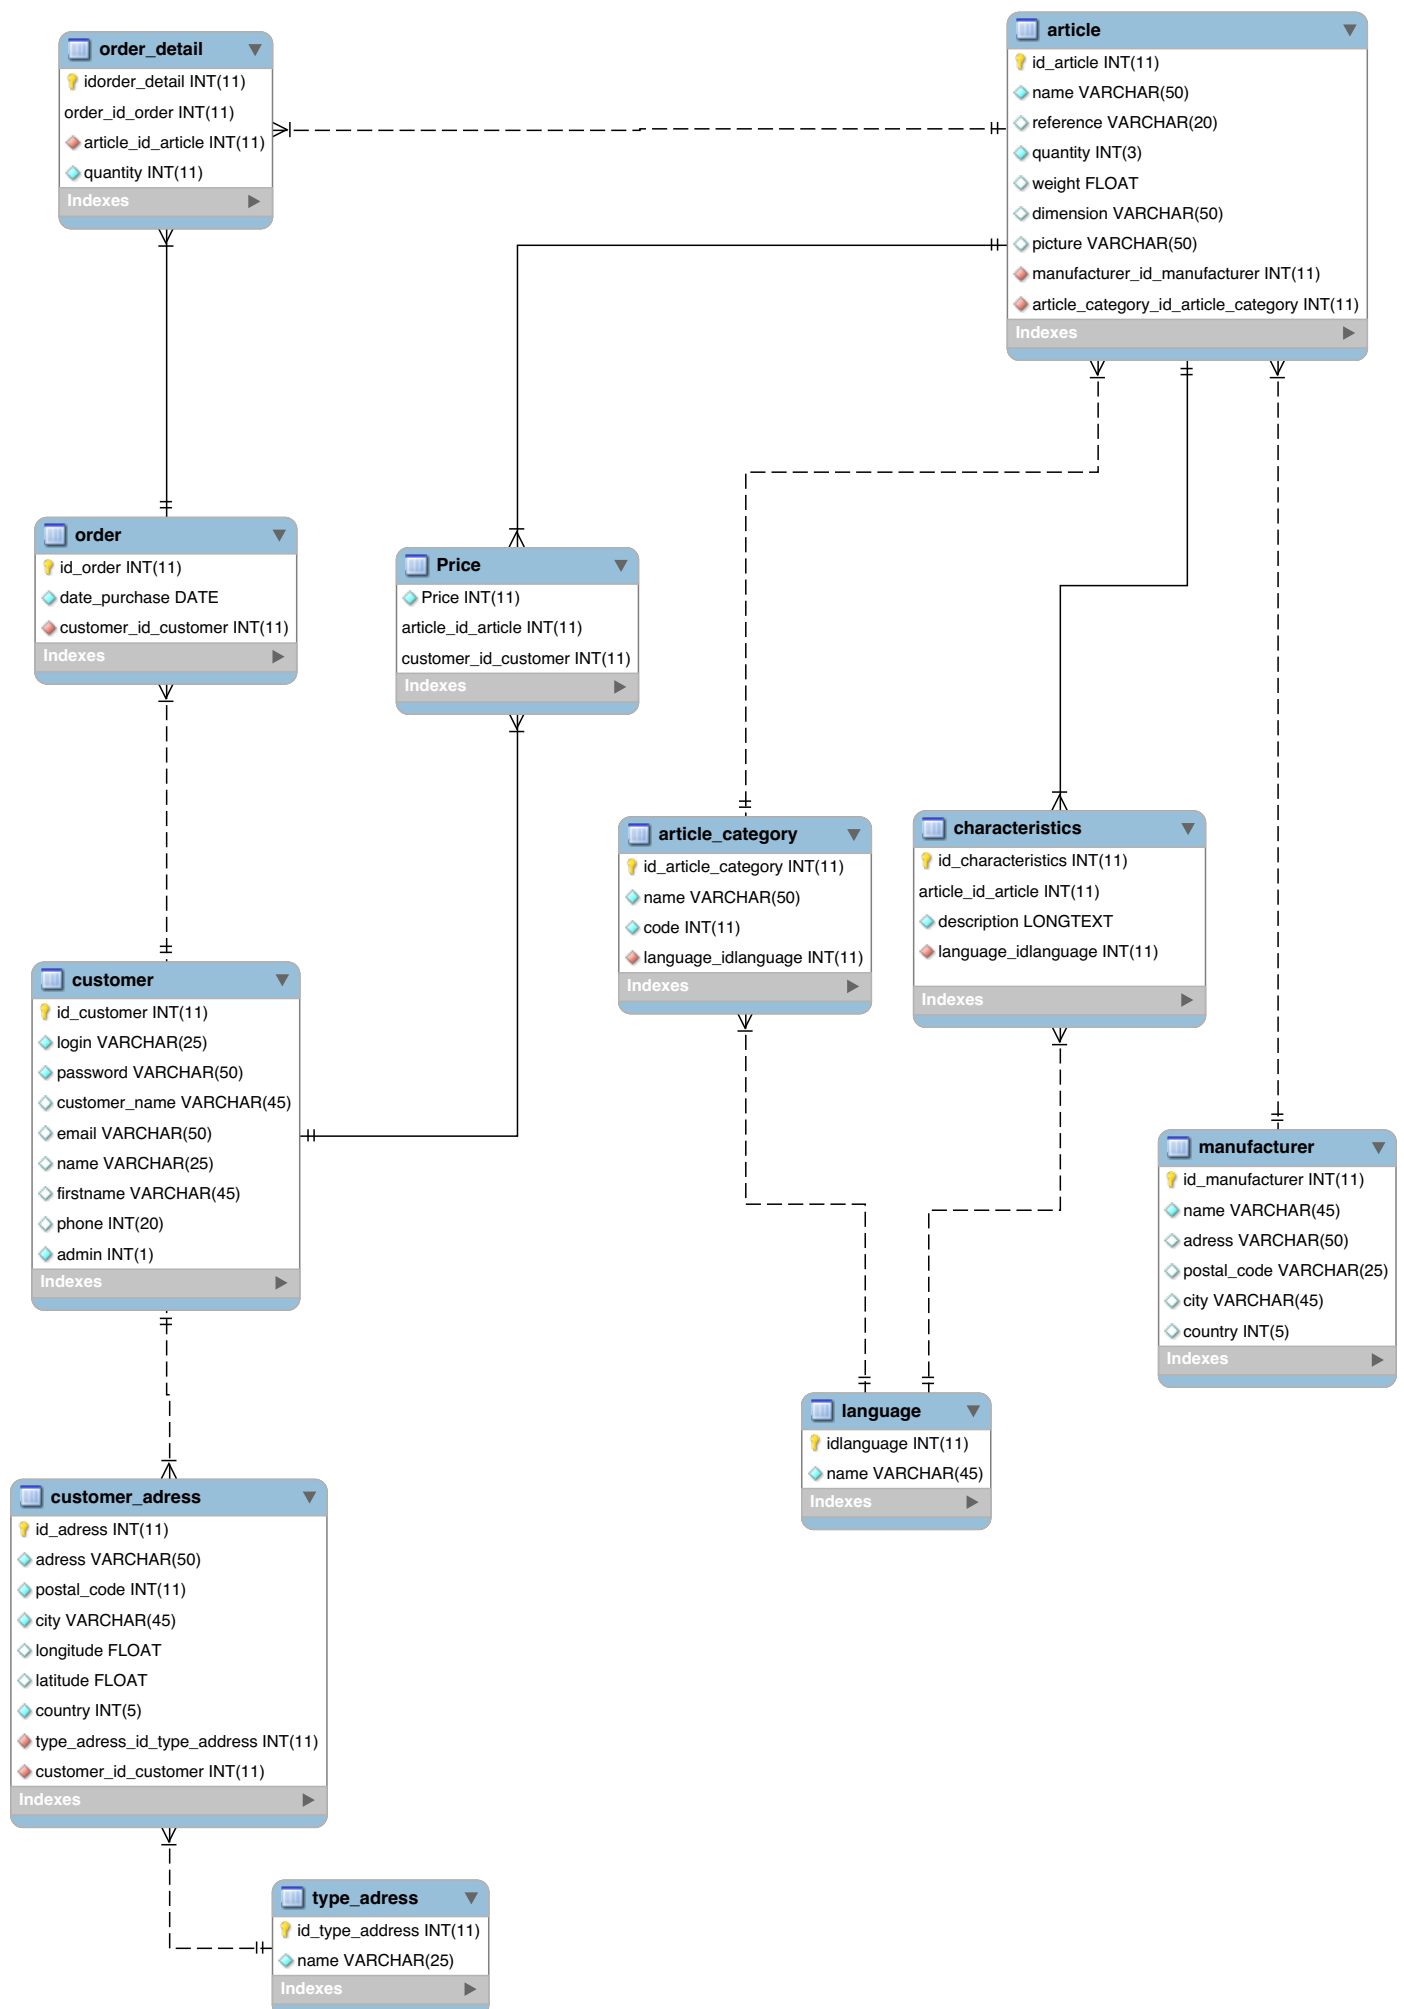 order_detail
idorder_detail INT(11)
order_id_order INT(11)
article_id_article INT(11)
quantity INT(11)
Indexes
article
id_article INT(11)
name VARCHAR(50)
reference VARCHAR(20)
quantity INT(3)
weight FLOAT
dimension VARCHAR(50)
picture VARCHAR(50)
manufacturer_id_manufacturer INT(11)
article_category_id_article_category INT(11)
Indexes
order
id_order INT(11)
date_purchase DATE
customer_id_customer INT(11)
Indexes
Price
Price INT(11)
article_id_article INT(11)
customer_id_customer INT(11)
Indexes
article_category
id_article_category INT(11)
name VARCHAR(50)
code INT(11)
language_idlanguage INT(11)
Indexes
characteristics
id_characteristics INT(11)
article_id_article INT(11)
description LONGTEXT
language_idlanguage INT(11)
Indexes
customer
id_customer INT(11)
login VARCHAR(25)
password VARCHAR(50)
customer_name VARCHAR(45)
email VARCHAR(50)
name VARCHAR(25)
firstname VARCHAR(45)
phone INT(20)
admin INT(1)
Indexes
manufacturer
id_manufacturer INT(11)
name VARCHAR(45)
adress VARCHAR(50)
postal_code VARCHAR(25)
city VARCHAR(45)
country INT(5)
Indexes
language
idlanguage INT(11)
name VARCHAR(45)
Indexes
customer_adress
id_adress INT(11)
adress VARCHAR(50)
postal_code INT(11)
city VARCHAR(45)
longitude FLOAT
latitude FLOAT
country INT(5)
type_adress_id_type_address INT(11)
customer_id_customer INT(11)
Indexes
type_adress
id_type_address INT(11)
name VARCHAR(25)
Indexes